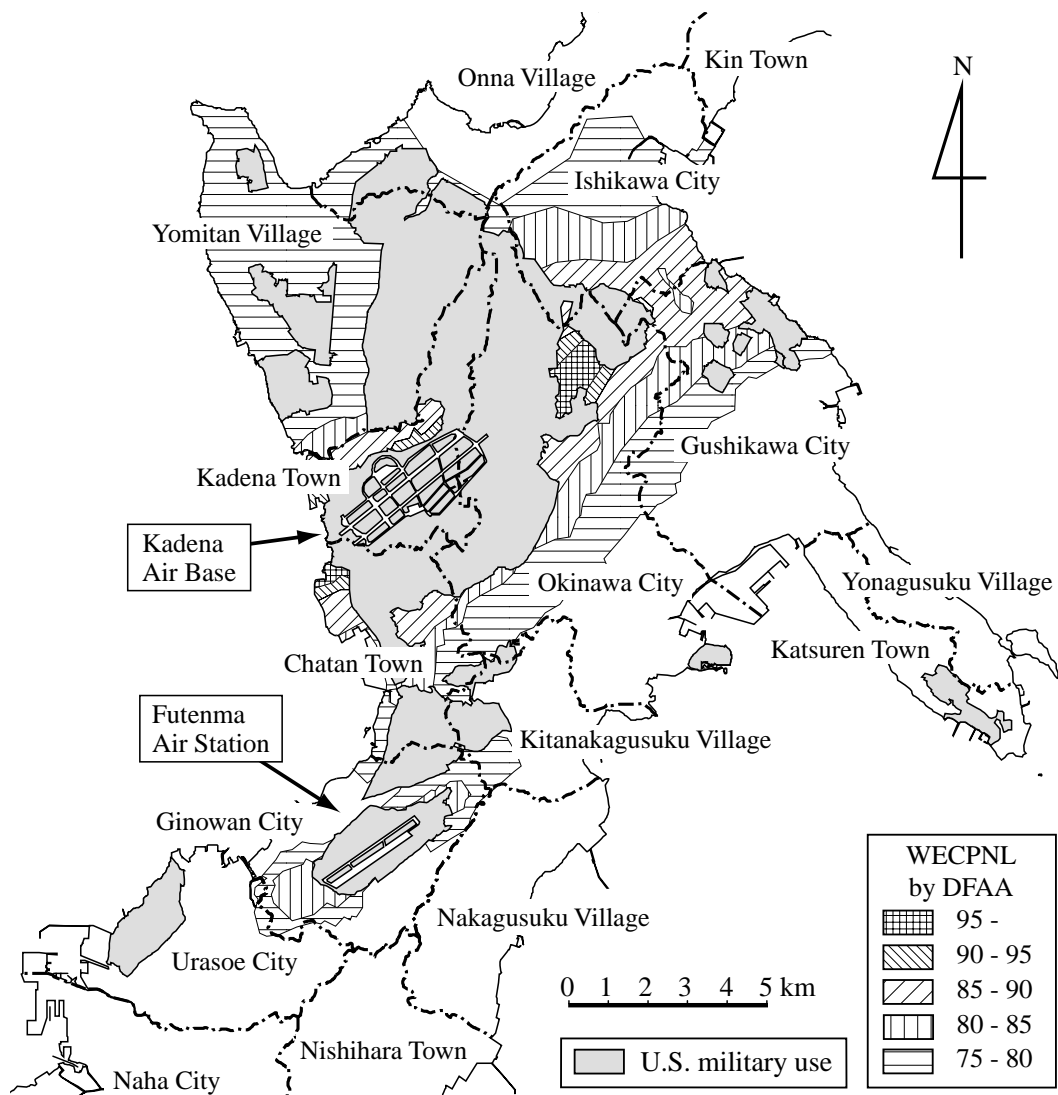 Kin Town
Onna Village
N
Ishikawa City
Yomitan Village
Gushikawa City
Kadena Town
Kadena
Air Base
Okinawa City
Yonagusuku Village
Chatan Town
Katsuren Town
Futenma
Air Station
Kitanakagusuku Village
Ginowan City
WECPNL
by DFAA
95 -
90 - 95
85 - 90
80 - 85
75 - 80
Nakagusuku Village
Urasoe City
0 1 2 3 4 5 km
Nishihara Town
U.S. military use
Naha City